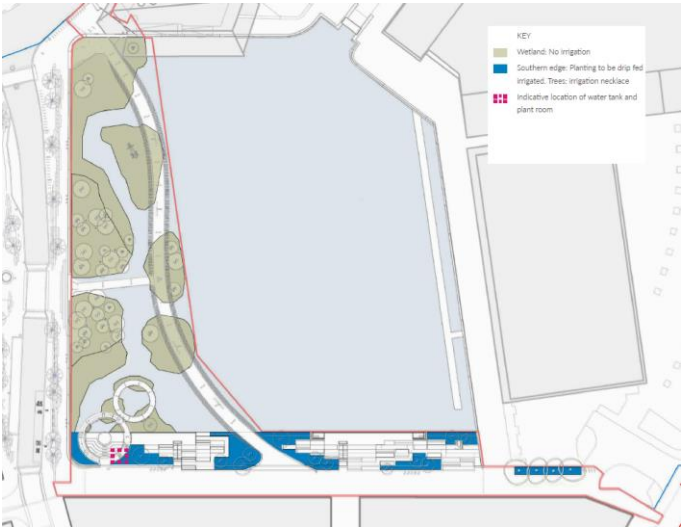 KEY
Wetland: No irrigation
Southern edge: Planting to be drip fed
irrigated. Trees: irrigation necklace
Indicative location of water tank and
plant room